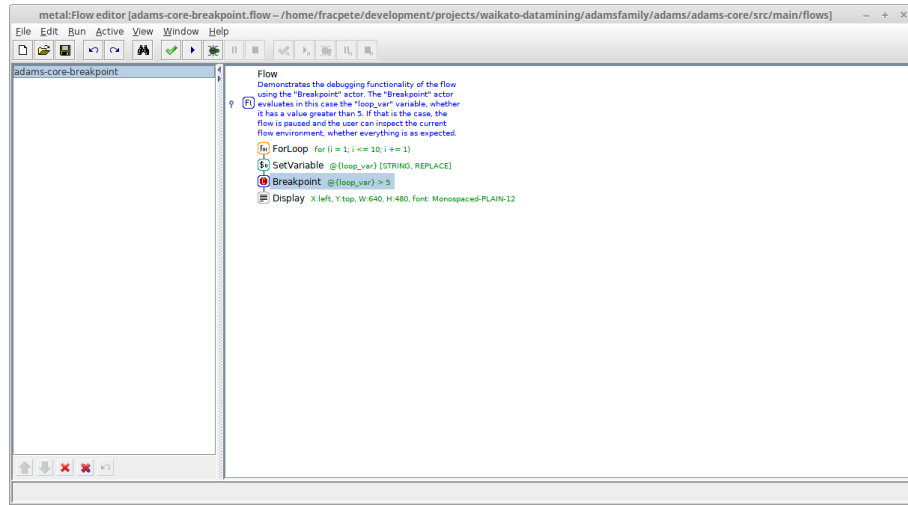 metal:Flow editor [adams-core-breakpoint.flow – /home/fracpete/development/projects/waikato-datamining/adamsfamily/adams/adams-core/src/main/flows]
File Edit Run Active View Window Help
adams-core-breakpoint
Flow
Demonstrates the debugging functionality of the flow
using the "Breakpoint" actor. The "Breakpoint" actor
evaluates in this case the "loop_var" variable, whether
it has a value greater than 5. If that is the case, the
flow is paused and the user can inspect the current
flow environment, whether everything is as expected.
ForLoop for (i = 1; i <= 10; i += 1)
SetVariable @{loop_var} [STRING, REPLACE]
Breakpoint @{loop_var} > 5
Display X:left, Y:top, W:640, H:480, font: Monospaced-PLAIN-12